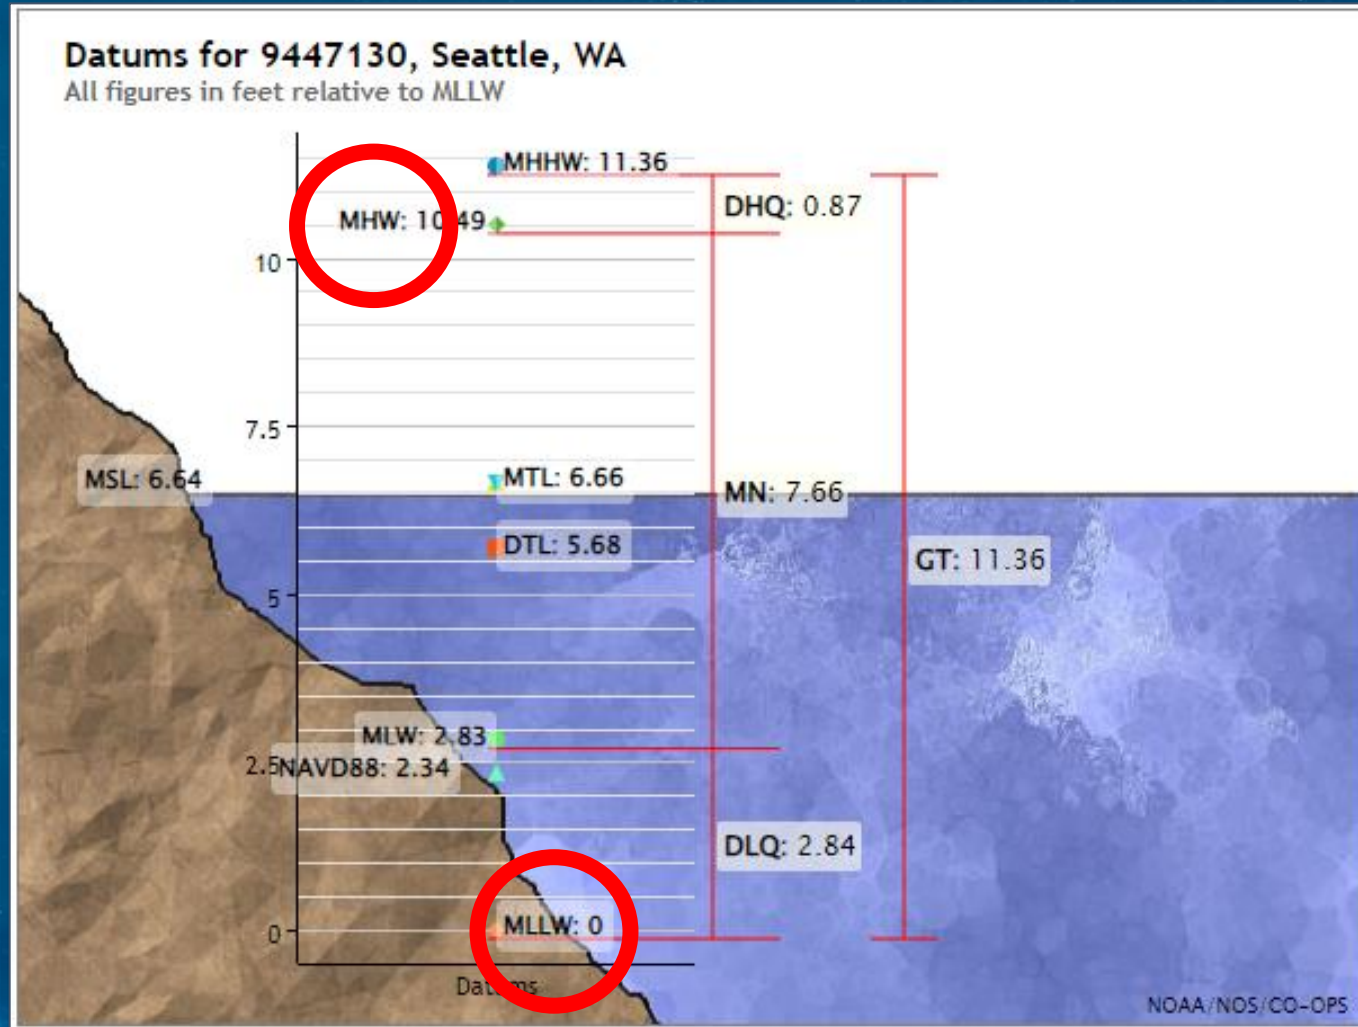 Datums for 9447130, Seattle, WA
All figures in feet relative to MLLW
MHHW: 11.36
DHQ: 0.87
MHW: 10.49
10
7.5
MSL: 6.64
MTL: 6.66
MN: 7.66
DTL: 5.68
GT: 11.36
5
MLW: 2.83
2.5
NAVD88: 2.34
DLQ: 2.84
MLLW: 0
0
Datums
NOAA/NOS/CO-OPS